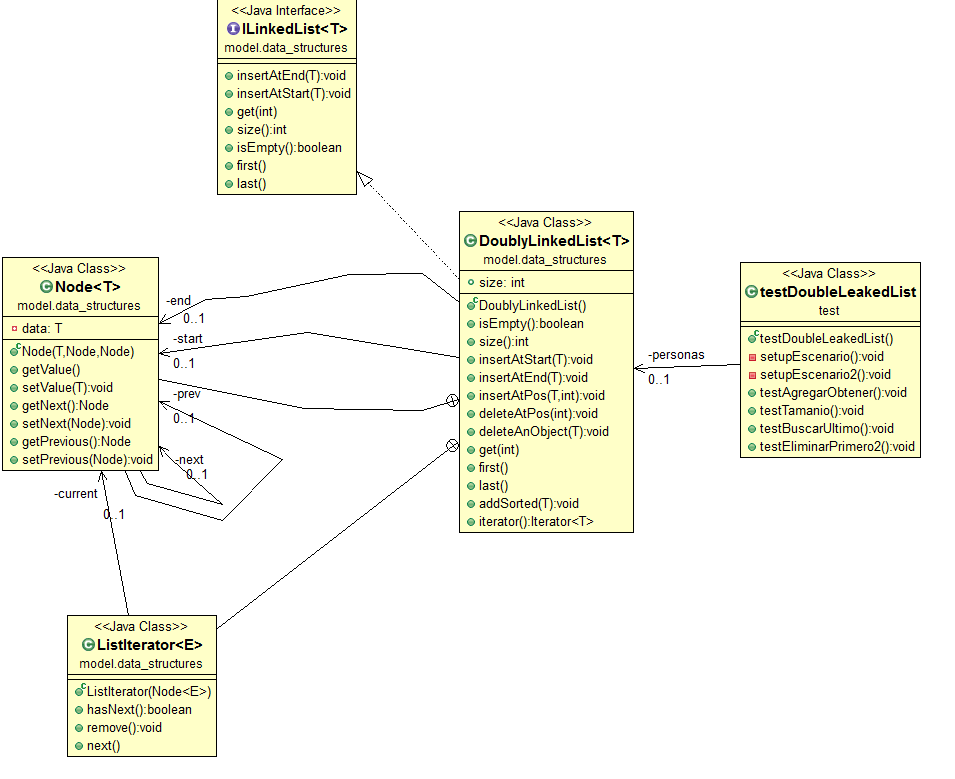 <<Java Interface>>
ILinkedList<T>
model.data_structures
insertAtEnd(T):void
insertAtStart(T):void
get(int)
size():int
isEmpty():boolean
first()
last()
<<Java Class>>
Node<T>
model.data_structures
data: T
Node(T,Node,Node)
getValue()
setValue(T):void
getNext():Node
setNext(Node):void
getPrevious():Node
setPrevious(Node):void
-end
0..1
-start
0..1
-prev
0..1
-next
0..1
-current
0..1
<<Java Class>>
DoublyLinkedList<T>
model.data_structures
size: int
DoublyLinkedList()
isEmpty():boolean
size():int
insertAtStart(T):void
insertAtEnd(T):void
insertAtPos(T,int):void
deleteAtPos(int):void
deleteAnObject(T):void
get(int)
first()
last()
addSorted(T):void
iterator():Iterator<T>
-personas
0..1
<<Java Class>>
testDoubleLeakedList
test
testDoubleLeakedList()
setupEscenario():void
setupEscenario2():void
testAgregarObtener():void
testTamanio():void
testBuscarUltimo():void
testEliminarPrimero2():void
<<Java Class>>
ListIterator<E>
model.data_structures
ListIterator(Node<E>)
hasNext():boolean
remove():void
next()